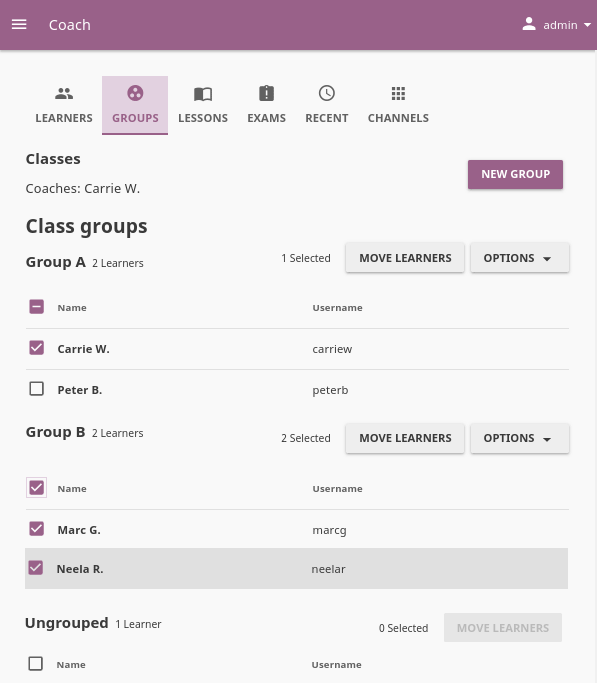 Coach
admin
LEARNERS GROUPS LESSONS EXAMS RECENT CHANNELS
Classes
NEW GROUP
Coaches: Carrie W.
Class groups
Group A 2 Learners 1 Selected MOVE LEARNERS OPTIONS
Name Username
Carrie W. carriew
Peter B. peterb
Group B 2 Learners 2 Selected MOVE LEARNERS OPTIONS
Name Username
Marc G. marcg
Neela R. neelar
Ungrouped 1 Learner 0 Selected MOVE LEARNERS
Name Username